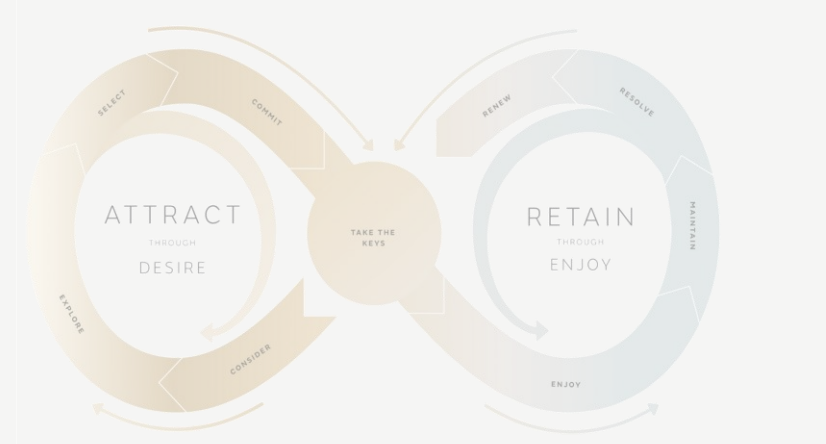 SELECT
COMMIT
ATTRACT
THROUGH
DESIRE
EXPLORE
CONSIDER
TAKE THE
KEYS
RENEW
RESOLVE
RETAIN
THROUGH
ENJOY
MAINTAIN
ENJOY